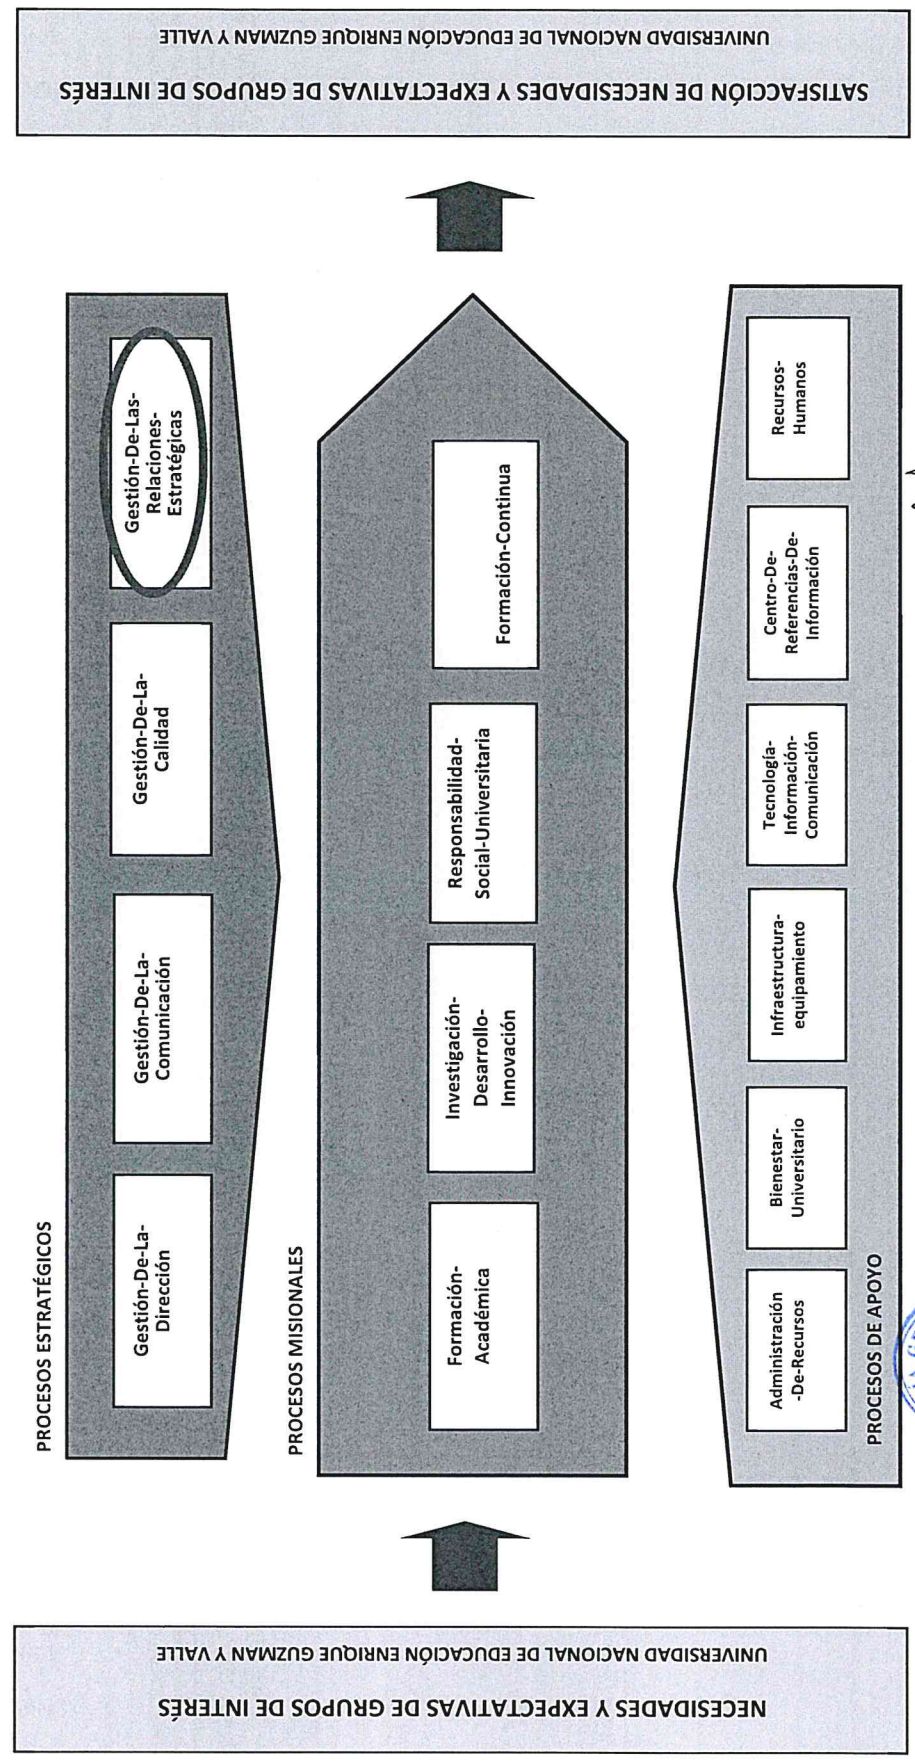 NECESIDADES Y EXPECTATIVAS DE GRUPOS DE INTERÉS
UNIVERSIDAD NACIONAL DE EDUCACIÓN ENRIQUE GUZMAN Y VALLE
PROCESOS ESTRATÉGICOS
Gestión-De-La-
Dirección
Gestión-De-La-
Comunicación
Gestión-De-La-
Calidad
Gestión-De-Las-
Relaciones-
Estratégicas
PROCESOS MISIONALES
Formación-
Académica
Investigación-
Desarrollo-
Innovación
Responsabilidad-
Social-Universitaria
Formación-Continua
Administración
-De-Recursos
Bienestar-
Universitario
Infraestructura-
equipamiento
Tecnología-
Información-
Comunicación
Centro-De-
Referencias-De-
Información
Recursos-
Humanos
PROCESOS DE APOYO
SATISFACCIÓN DE NECESIDADES Y EXPECTATIVAS DE GRUPOS DE INTERÉS
UNIVERSIDAD NACIONAL DE EDUCACIÓN ENRIQUE GUZMAN Y VALLE